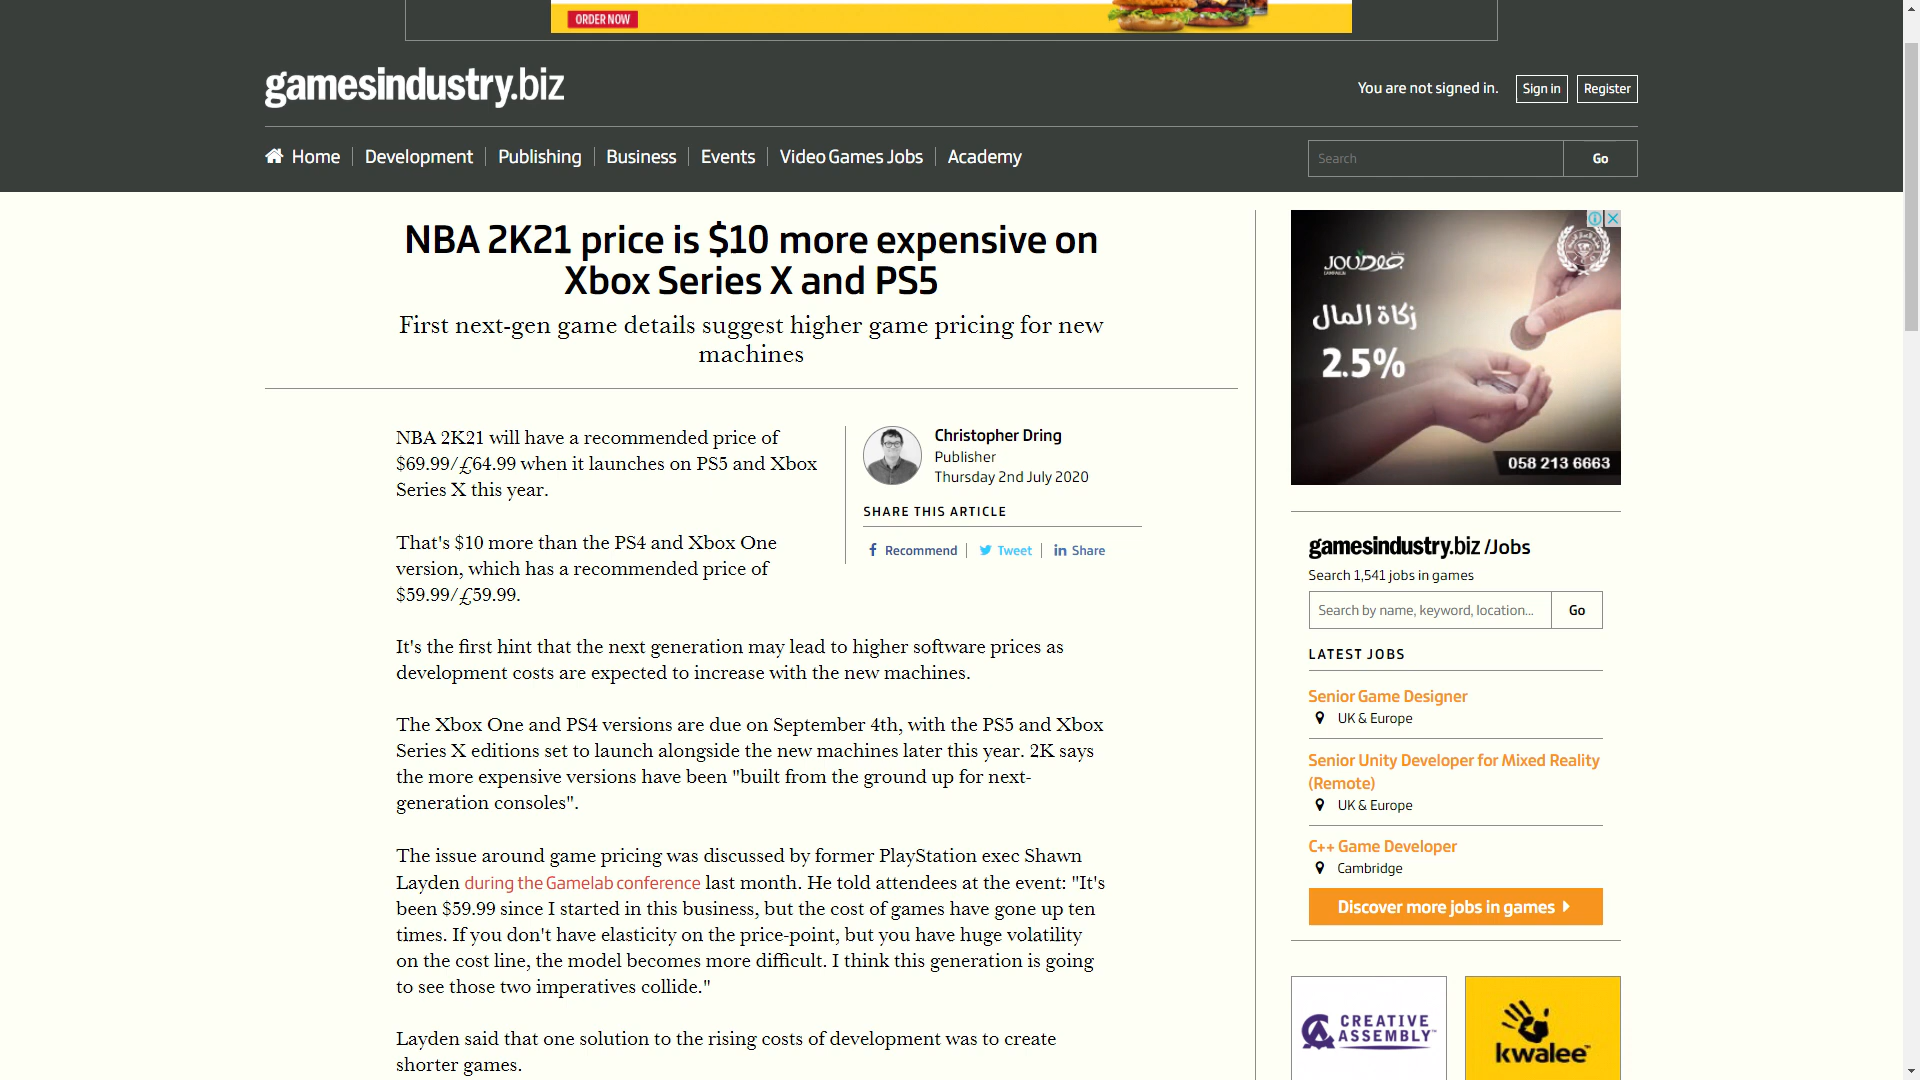 ORDER NOW
gamesindustry.biz
You are not signed in.
Sign in
Register
Home
Development
Publishing
Business
Events
Video Games Jobs
Academy
Search
Go
NBA 2K21 price is $10 more expensive on
Xbox Series X and PS5
First next-gen game details suggest higher game pricing for new
machines
NBA 2K21 will have a recommended price of
$69.99/£64.99 when it launches on PS5 and Xbox
Series X this year.
That's $10 more than the PS4 and Xbox One
version, which has a recommended price of
$59.99/£59.99.
Christopher Dring
Publisher
Thursday 2nd July 2020
SHARE THIS ARTICLE
Recommend
Tweet
Share
It's the first hint that the next generation may lead to higher software prices as
development costs are expected to increase with the new machines.
The Xbox One and PS4 versions are due on September 4th, with the PS5 and Xbox
Series X editions set to launch alongside the new machines later this year. 2K says
the more expensive versions have been "built from the ground up for next-
generation consoles".
The issue around game pricing was discussed by former PlayStation exec Shawn
Layden during the Gamelab conference last month. He told attendees at the event: "It's
been $59.99 since I started in this business, but the cost of games have gone up ten
times. If you don't have elasticity on the price-point, but you have huge volatility
on the cost line, the model becomes more difficult. I think this generation is going
to see those two imperatives collide."
Layden said that one solution to the rising costs of development was to create
shorter games.
JOUD جود
زكاة المال
2.5%
058 213 6663
gamesindustry.biz /Jobs
Search 1,541 jobs in games
Search by name, keyword, location...
Go
LATEST JOBS
Senior Game Designer
UK & Europe
Senior Unity Developer for Mixed Reality
(Remote)
UK & Europe
C++ Game Developer
Cambridge
Discover more jobs in games
CREATIVE
ASSEMBLY
kwalee